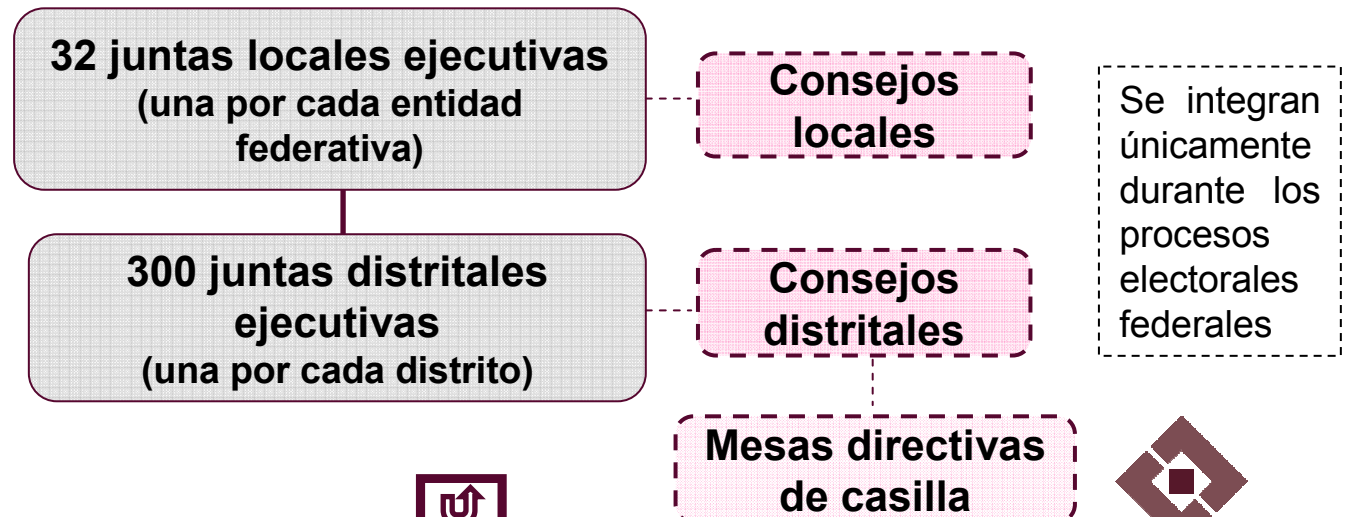 32 juntas locales ejecutivas
(una por cada entidad
federativa)
Consejos
locales
Se integran
únicamente
durante los
procesos
electorales
federales
300 juntas distritales
ejecutivas
(una por cada distrito)
Consejos
distritales
Mesas directivas
de casilla